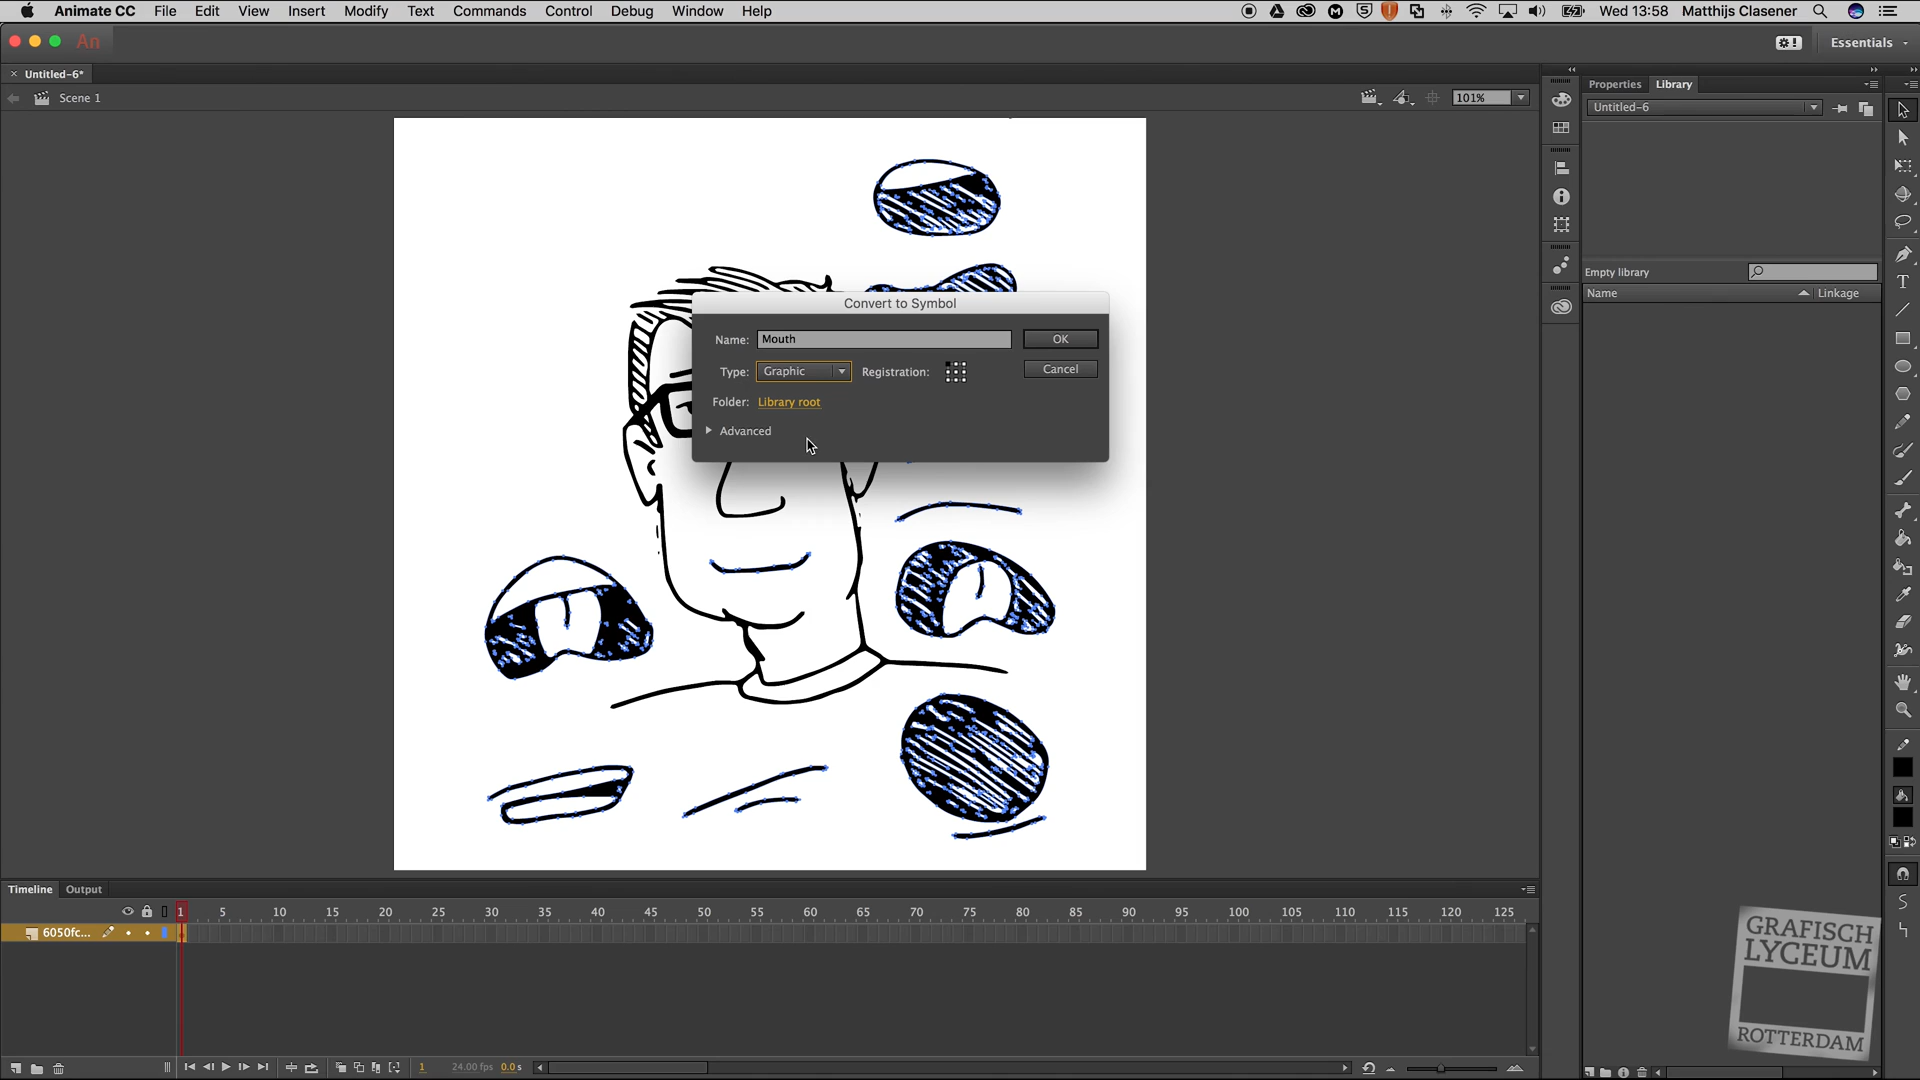 Animate CC File Edit View Insert Modify Text Commands Control Debug Window Help Wed 13:58 Matthijs Clasener
An Essentials
Untitled-6*
Scene 1 101%
Properties Library
Untitled-6
Empty library
Name Linkage
Convert to Symbol
Name: Mouth OK
Type: Graphic Registration: Cancel
Folder: Library root
Advanced
Timeline Output
1 5 10 15 20 25 30 35 40 45 50 55 60 65 70 75 80 85 90 95 100 105 110 115 120 125
6050fc...
1 24.00 fps 0.0 s
GRAFISCH
LYCEUM
ROTTERDAM